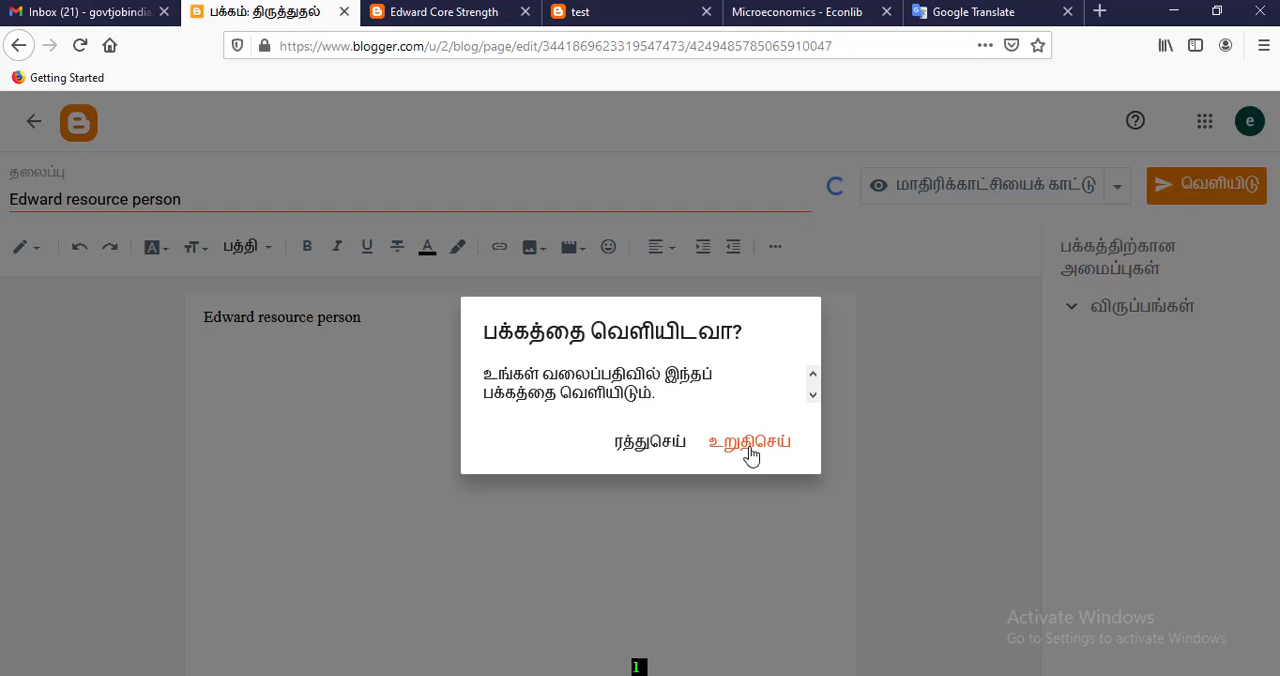 Inbox (21) - govtjobindia
பக்கம்: திருத்துதல்
Edward Core Strength
test
Microeconomics - Econlib
Google Translate
https://www.blogger.com/u/2/blog/page/edit/3441869623319547473/4249485785065910047
Getting Started
e
தலைப்பு
Edward resource person
மாதிரிக்காட்சியைக் காட்டு
வெளியிடு
பத்தி
B I U
பக்கத்திற்கான
அமைப்புகள்
விருப்பங்கள்
Edward resource person
பக்கத்தை வெளியிடவா?
உங்கள் வலைப்பதிவில் இந்தப்
பக்கத்தை வெளியிடும்.
ரத்துசெய் உறுதிசெய்
Activate Windows
Go to Settings to activate Windows.
1